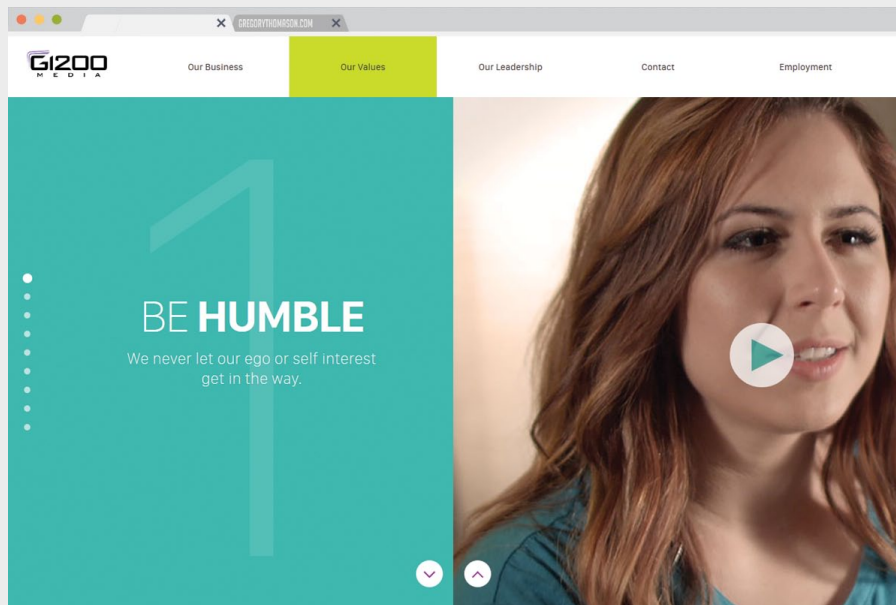 GREGORYTHOMASON.COM
G1200
MEDIA
Our Business
Our Values
Our Leadership
Contact
Employment
1
BE HUMBLE
We never let our ego or self interest
get in the way.